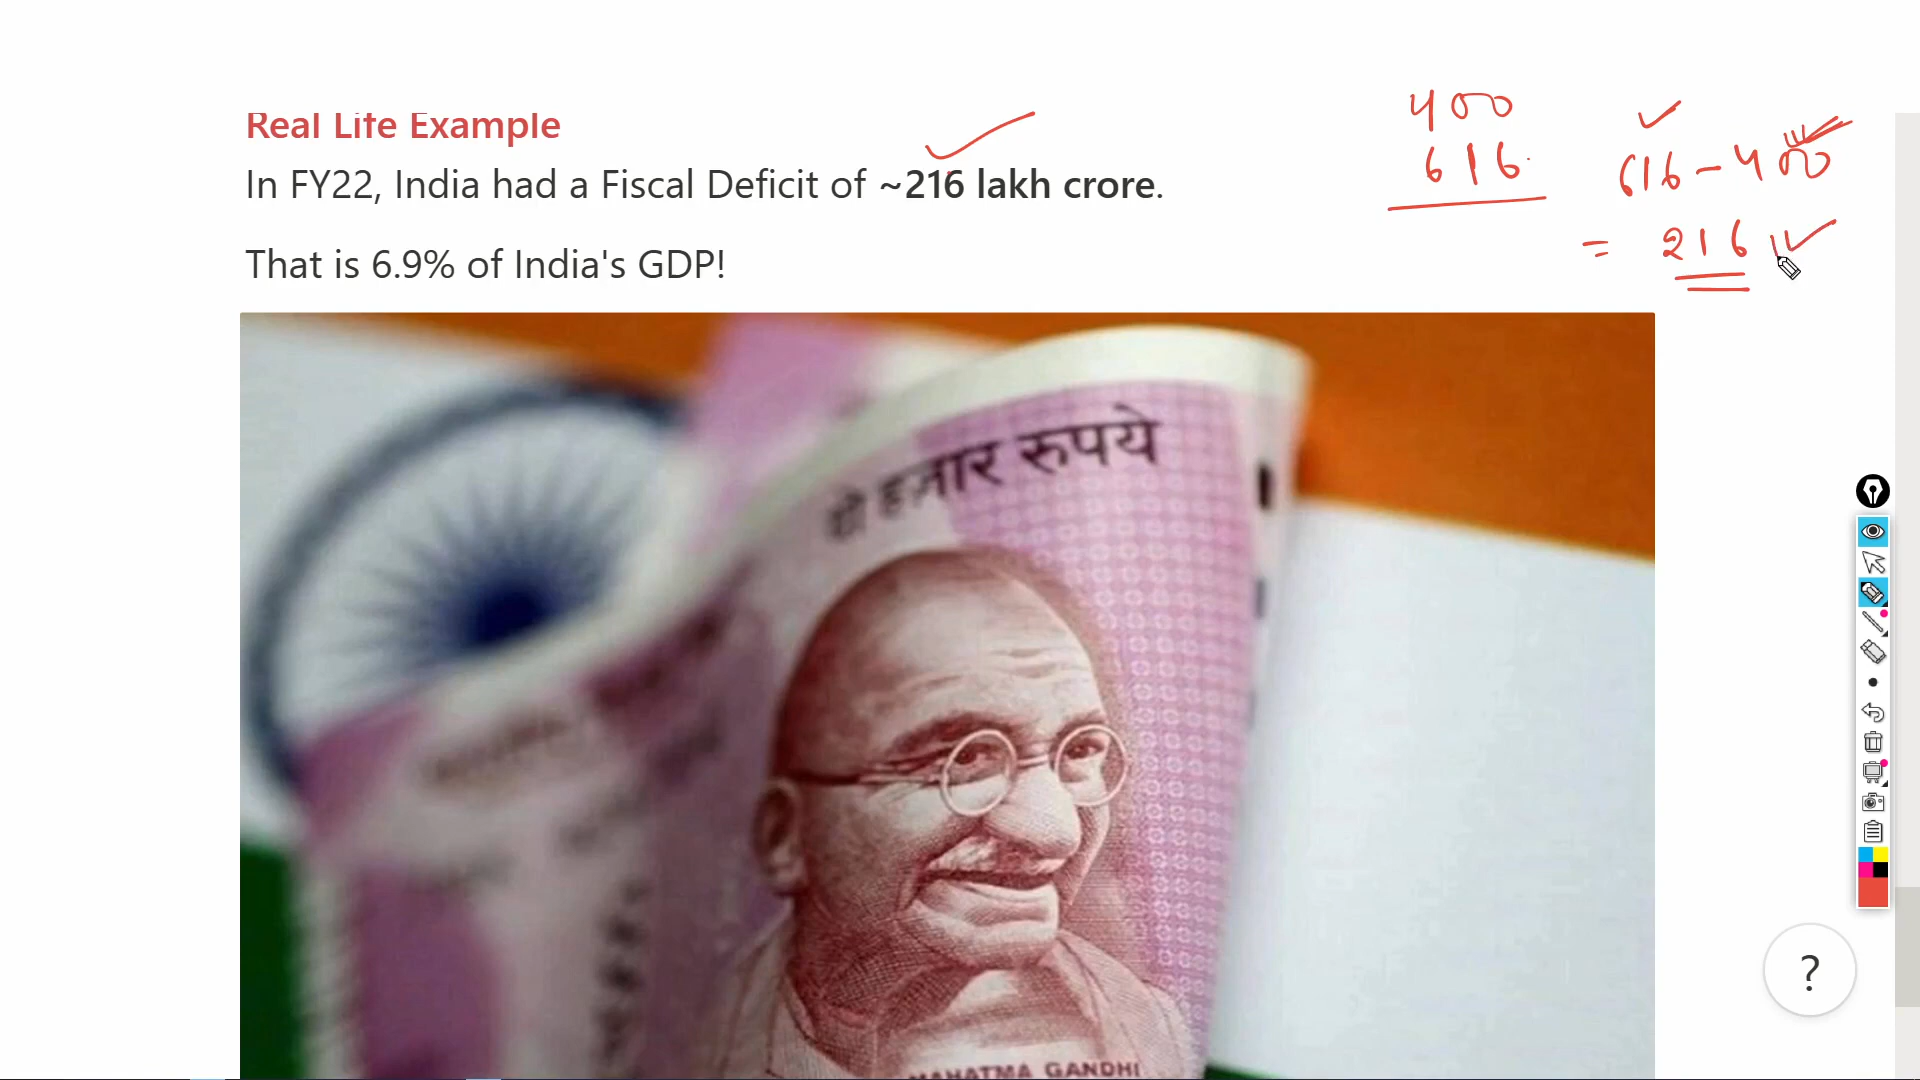 Real Life Example
In FY22, India had a Fiscal Deficit of ~216 lakh crore.
That is 6.9% of India's GDP!
400
616
616 - 400
= 216
दो हज़ार रुपये
MAHATMA GANDHI
?